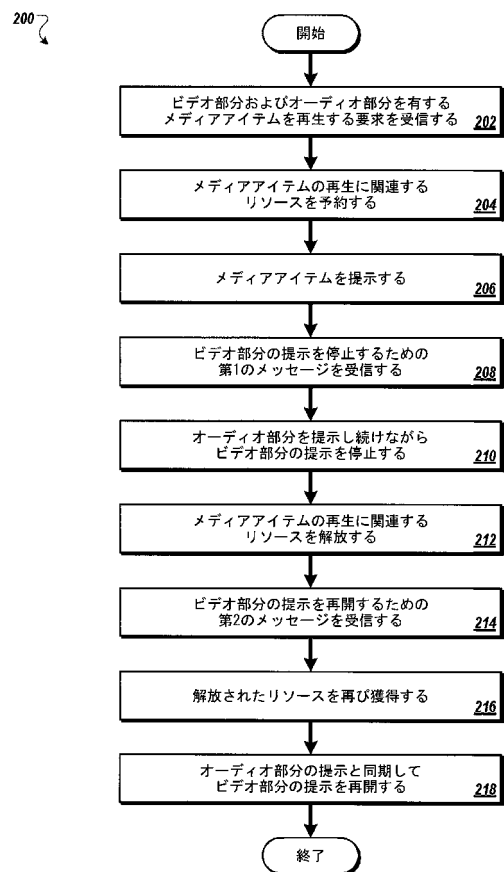 200
開始
ビデオ部分およびオーディオ部分を有する
メディアアイテムを再生する要求を受信する
202
メディアアイテムの再生に関連する
リソースを予約する
204
メディアアイテムを提示する
206
ビデオ部分の提示を停止するための
第1のメッセージを受信する
208
オーディオ部分を提示し続けながら
ビデオ部分の提示を停止する
210
メディアアイテムの再生に関連する
リソースを解放する
212
ビデオ部分の提示を再開するための
第2のメッセージを受信する
214
解放されたリソースを再び獲得する
216
オーディオ部分の提示と同期して
ビデオ部分の提示を再開する
218
終了